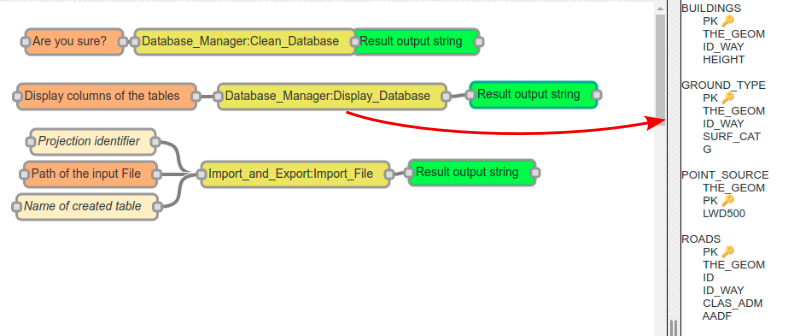 Are you sure?
Database_Manager:Clean_Database
Result output string
Display columns of the tables
Database_Manager:Display_Database
Result output string
Projection identifier
Path of the input File
Name of created table
Import_and_Export:Import_File
Result output string
BUILDINGS
PK 🔑
THE_GEOM
ID_WAY
HEIGHT
GROUND_TYPE
PK 🔑
THE_GEOM
ID_WAY
SURF_CAT
G
POINT_SOURCE
THE_GEOM
PK 🔑
LWD500
ROADS
PK 🔑
THE_GEOM
ID
ID_WAY
CLAS_ADM
AADF